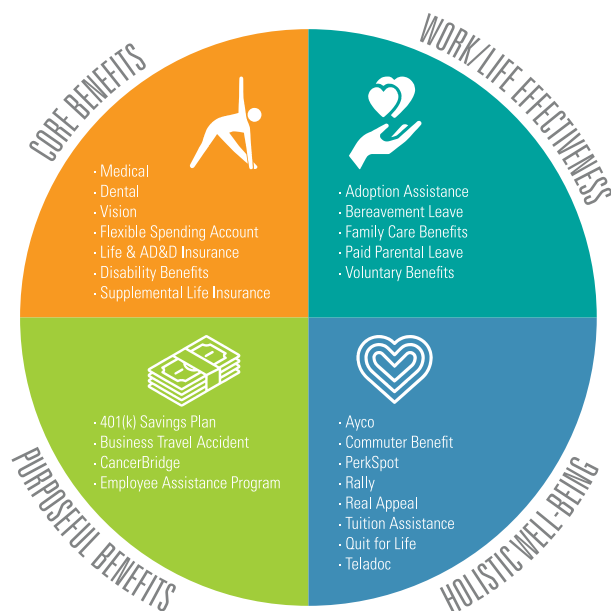 CORE BENEFITS
· Medical
· Dental
· Vision
· Flexible Spending Account
· Life & AD&D Insurance
· Disability Benefits
· Supplemental Life Insurance
WORK/LIFE EFFECTIVENESS
· Adoption Assistance
· Bereavement Leave
· Family Care Benefits
· Paid Parental Leave
· Voluntary Benefits
PURPOSEFUL BENEFITS
· 401(k) Savings Plan
· Business Travel Accident
· CancerBridge
· Employee Assistance Program
HOLISTIC WELL-BEING
· Ayco
· Commuter Benefit
· PerkSpot
· Rally
· Real Appeal
· Tuition Assistance
· Quit for Life
· Teladoc